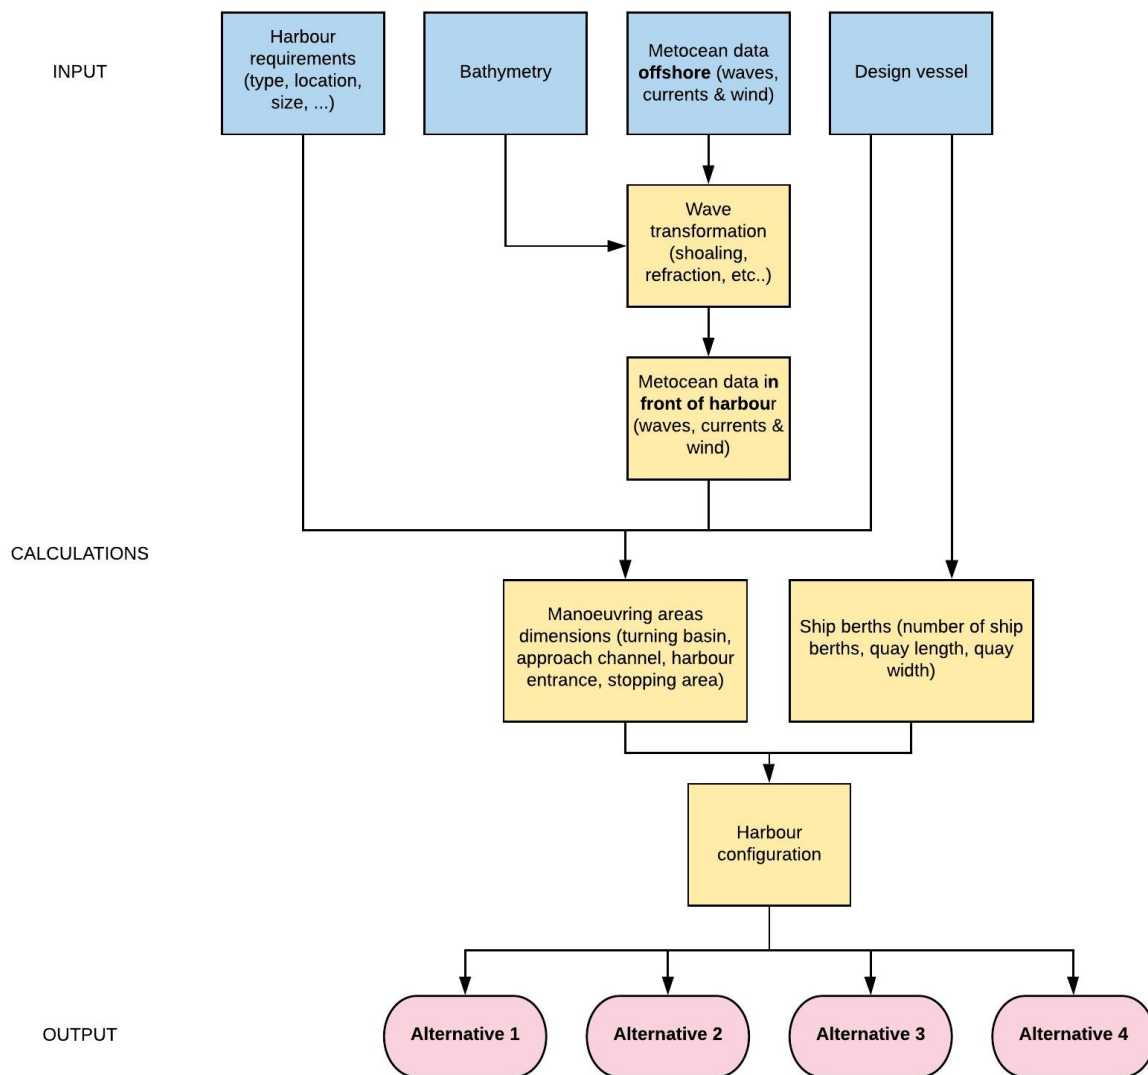 INPUT
Harbour
requirements
(type, location,
size, ...)
Bathymetry
Metocean data
offshore (waves,
currents & wind)
Design vessel
Wave
transformation
(shoaling,
refraction, etc..)
Metocean data in
front of harbour
(waves, currents &
wind)
CALCULATIONS
Manoeuvring areas
dimensions (turning basin,
approach channel, harbour
entrance, stopping area)
Ship berths (number of ship
berths, quay length, quay
width)
Harbour
configuration
OUTPUT
Alternative 1
Alternative 2
Alternative 3
Alternative 4